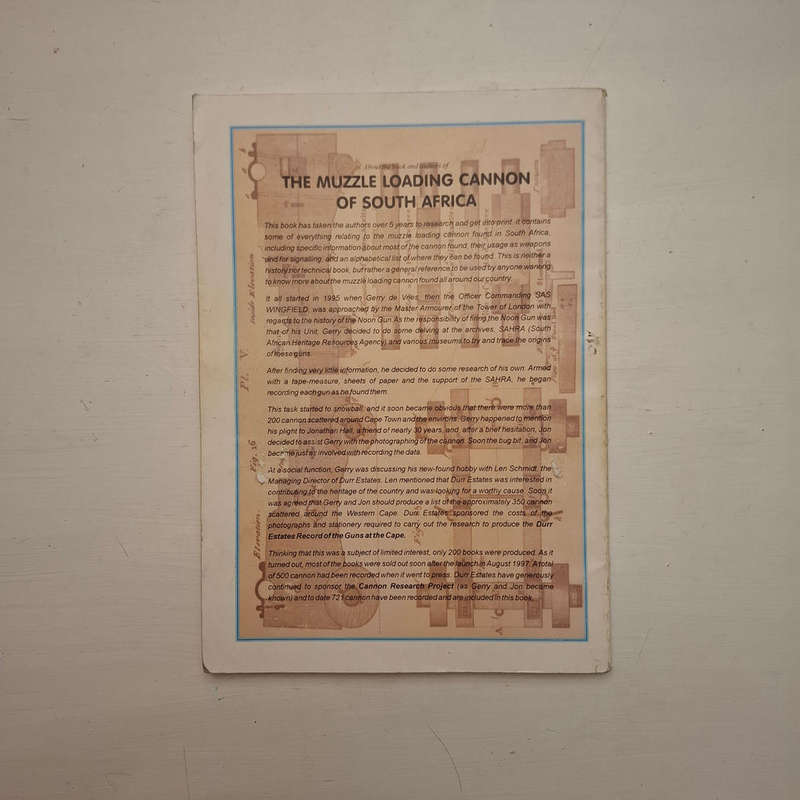 About the book and authors of
THE MUZZLE LOADING CANNON
OF SOUTH AFRICA
This book has taken the authors over 5 years to research and get into print. It contains
some of everything relating to the muzzle loading cannon found in South Africa,
including specific information about most of the cannon found, their usage as weapons
and for signalling, and an alphabetical list of where they can be found. This is neither a
history nor technical book, but rather a general reference to be used by anyone wanting
to know more about the muzzle loading cannon found all around our country.
It all started in 1995 when Gerry de Vries, then the Officer Commanding SAS
WINGFIELD, was approached by the Master Armourer of the Tower of London with
regards to the history of the Noon Gun. As the responsibility of firing the Noon Gun was
that of his Unit, Gerry decided to do some delving at the archives, SAHRA (South
African Heritage Resources Agency) and various museums to try and trace the origins
of these guns.
After finding very little information, he decided to do some research of his own. Armed
with a tape-measure, sheets of paper and the support of the SAHRA, he began
recording each gun as he found them.
This task started to snowball, and it soon became obvious that there were more than
200 cannon scattered around Cape Town and the environs. Gerry happened to mention
his plight to Jonathan Hall, a friend of nearly 30 years, and, after a brief hesitation, Jon
decided to assist Gerry with the photographing of the cannon. Soon the bug bit, and Jon
became just as involved with recording the data.
At a social function, Gerry was discussing his new-found hobby with Len Schmidt, the
Managing Director of Durr Estates. Len mentioned that Durr Estates was interested in
contributing to the heritage of the country and was looking for a worthy cause. Soon it
was agreed that Gerry and Jon should produce a list of the approximately 350 cannon
scattered around the Western Cape. Durr Estates sponsored the costs of the
photographs and stationery required to carry out the research to produce the Durr
Estates Record of the Guns at the Cape.
Thinking that this was a subject of limited interest, only 200 books were produced. As it
turned out, most of the books were sold out soon after the launch in August 1997. A total
of 500 cannon had been recorded when it went to press. Durr Estates have generously
continued to sponsor the Cannon Research Project (as Gerry and Jon became
known) and to date 721 cannon have been recorded and are included in this book.
Side Elevation
Pl. V.
Fig. 16
Elevation.